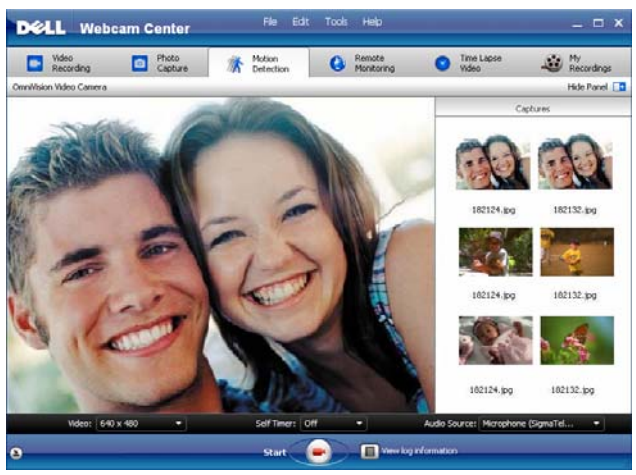 DELL Webcam Center
File Edit Tools Help
Video Recording
Photo Capture
Motion Detection
Remote Monitoring
Time Lapse Video
My Recordings
OmniVision Video Camera
Hide Panel
Captures
182124.jpg 182132.jpg
182124.jpg 182132.jpg
182124.jpg 182132.jpg
Video: 640 x 480
Self Timer: Off
Audio Source: Microphone (SigmaTel...
Start
View log information